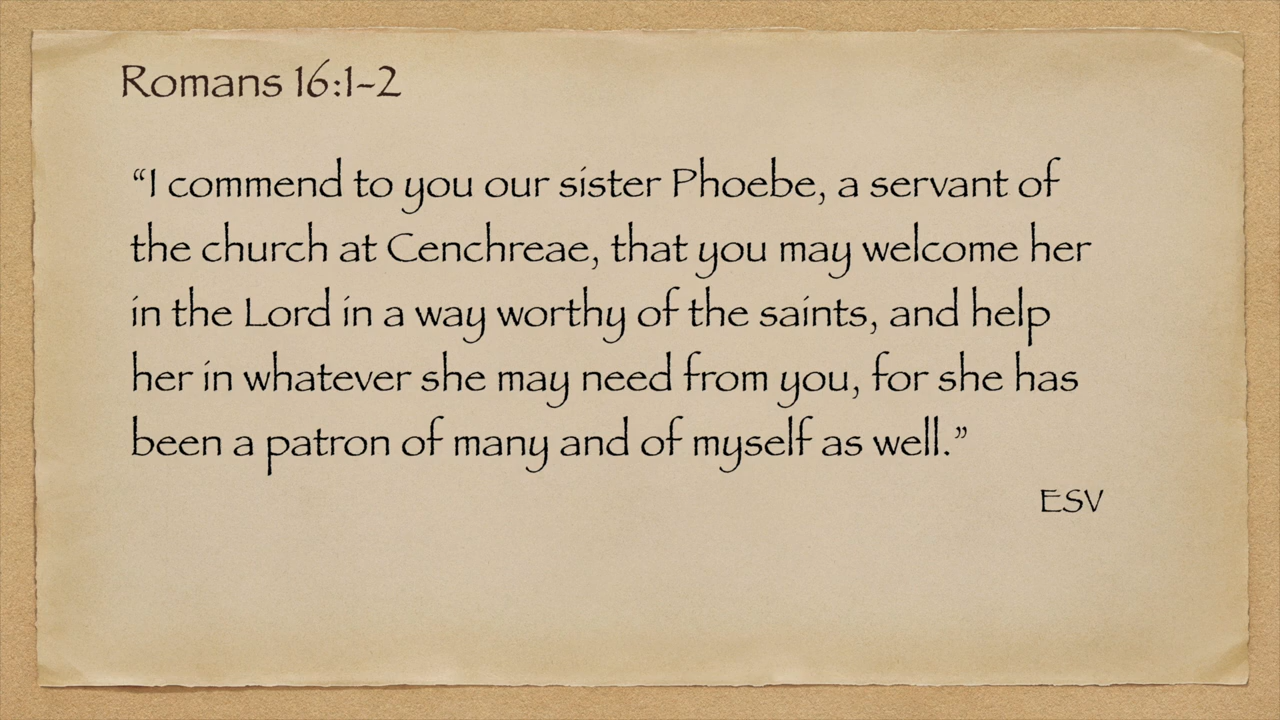 Romans 16:1-2
“I commend to you our sister Phoebe, a servant of
the church at Cenchreae, that you may welcome her
in the Lord in a way worthy of the saints, and help
her in whatever she may need from you, for she has
been a patron of many and of myself as well.”
ESV